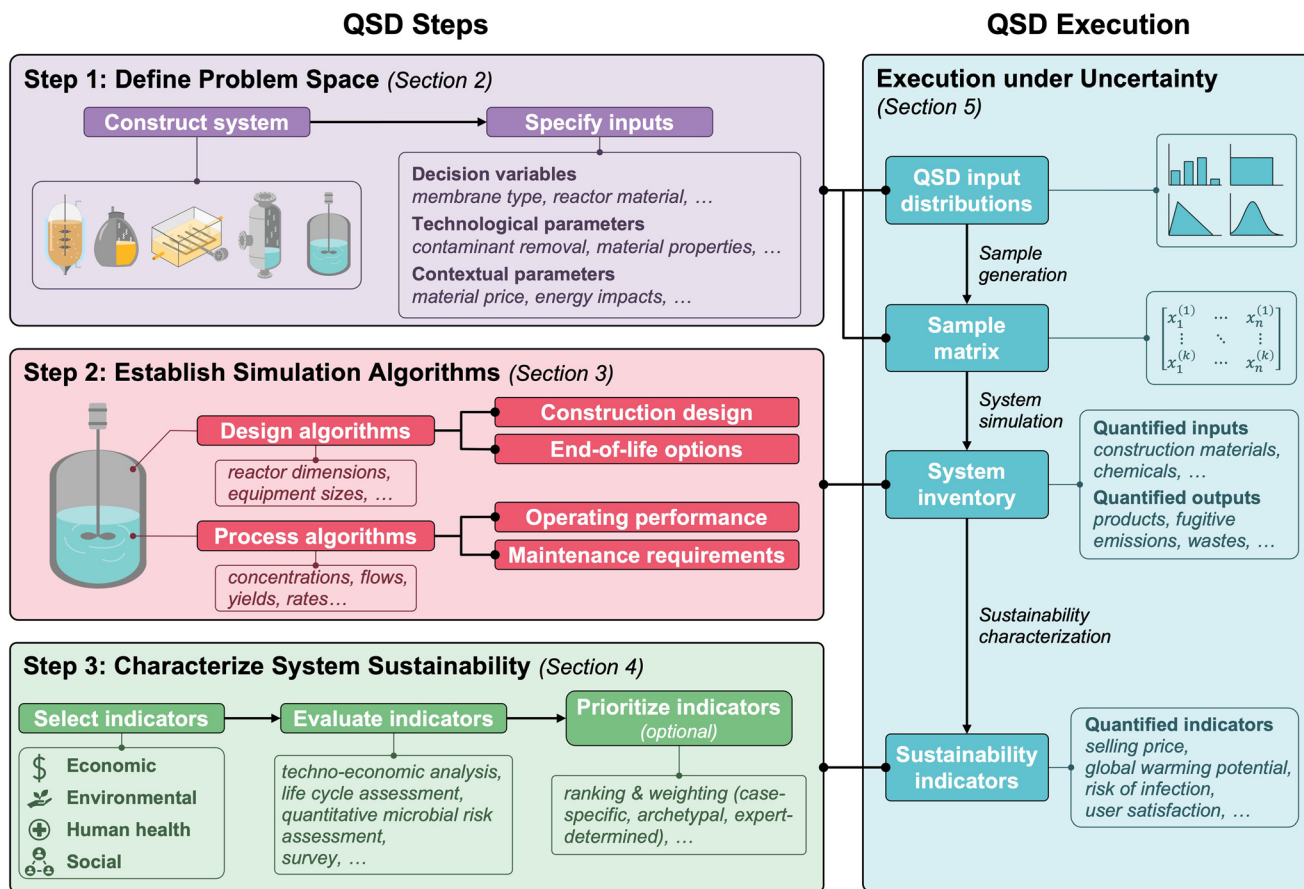 QSD Steps
QSD Execution
Step 1: Define Problem Space (Section 2)
Construct system
Specify inputs
Decision variables
membrane type, reactor material, …
Technological parameters
contaminant removal, material properties, …
Contextual parameters
material price, energy impacts, …
Step 2: Establish Simulation Algorithms (Section 3)
Design algorithms
reactor dimensions,
equipment sizes, …
Construction design
End-of-life options
Process algorithms
concentrations, flows,
yields, rates…
Operating performance
Maintenance requirements
Step 3: Characterize System Sustainability (Section 4)
Select indicators
$ Economic
Environmental
Human health
Social
Evaluate indicators
techno-economic analysis,
life cycle assessment,
quantitative microbial risk
assessment,
survey, …
Prioritize indicators
(optional)
ranking & weighting (case-
specific, archetypal, expert-
determined), …
Execution under Uncertainty
(Section 5)
QSD input
distributions
Sample
generation
Sample
matrix
x₁⁽¹⁾ ⋯ xₙ⁽¹⁾
⋮ ⋱ ⋮
x₁⁽ᵏ⁾ ⋯ xₙ⁽ᵏ⁾
System
simulation
System
inventory
Quantified inputs
construction materials,
chemicals, …
Quantified outputs
products, fugitive
emissions, wastes, …
Sustainability
characterization
Sustainability
indicators
Quantified indicators
selling price,
global warming potential,
risk of infection,
user satisfaction, …